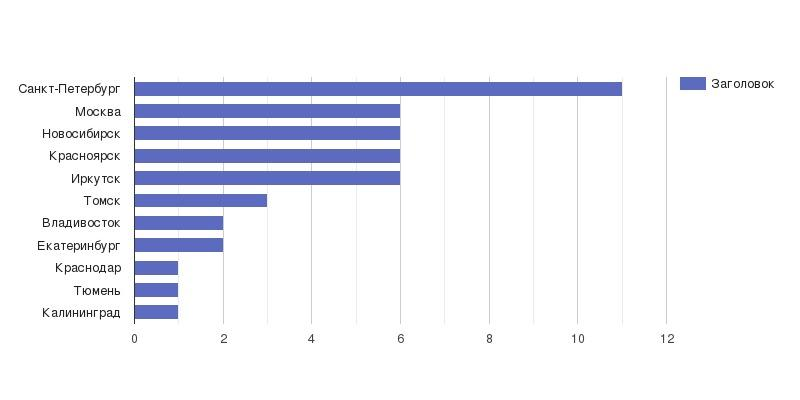 Санкт-Петербург
Москва
Новосибирск
Красноярск
Иркутск
Томск
Владивосток
Екатеринбург
Краснодар
Тюмень
Калининград
0 2 4 6 8 10 12
Заголовок